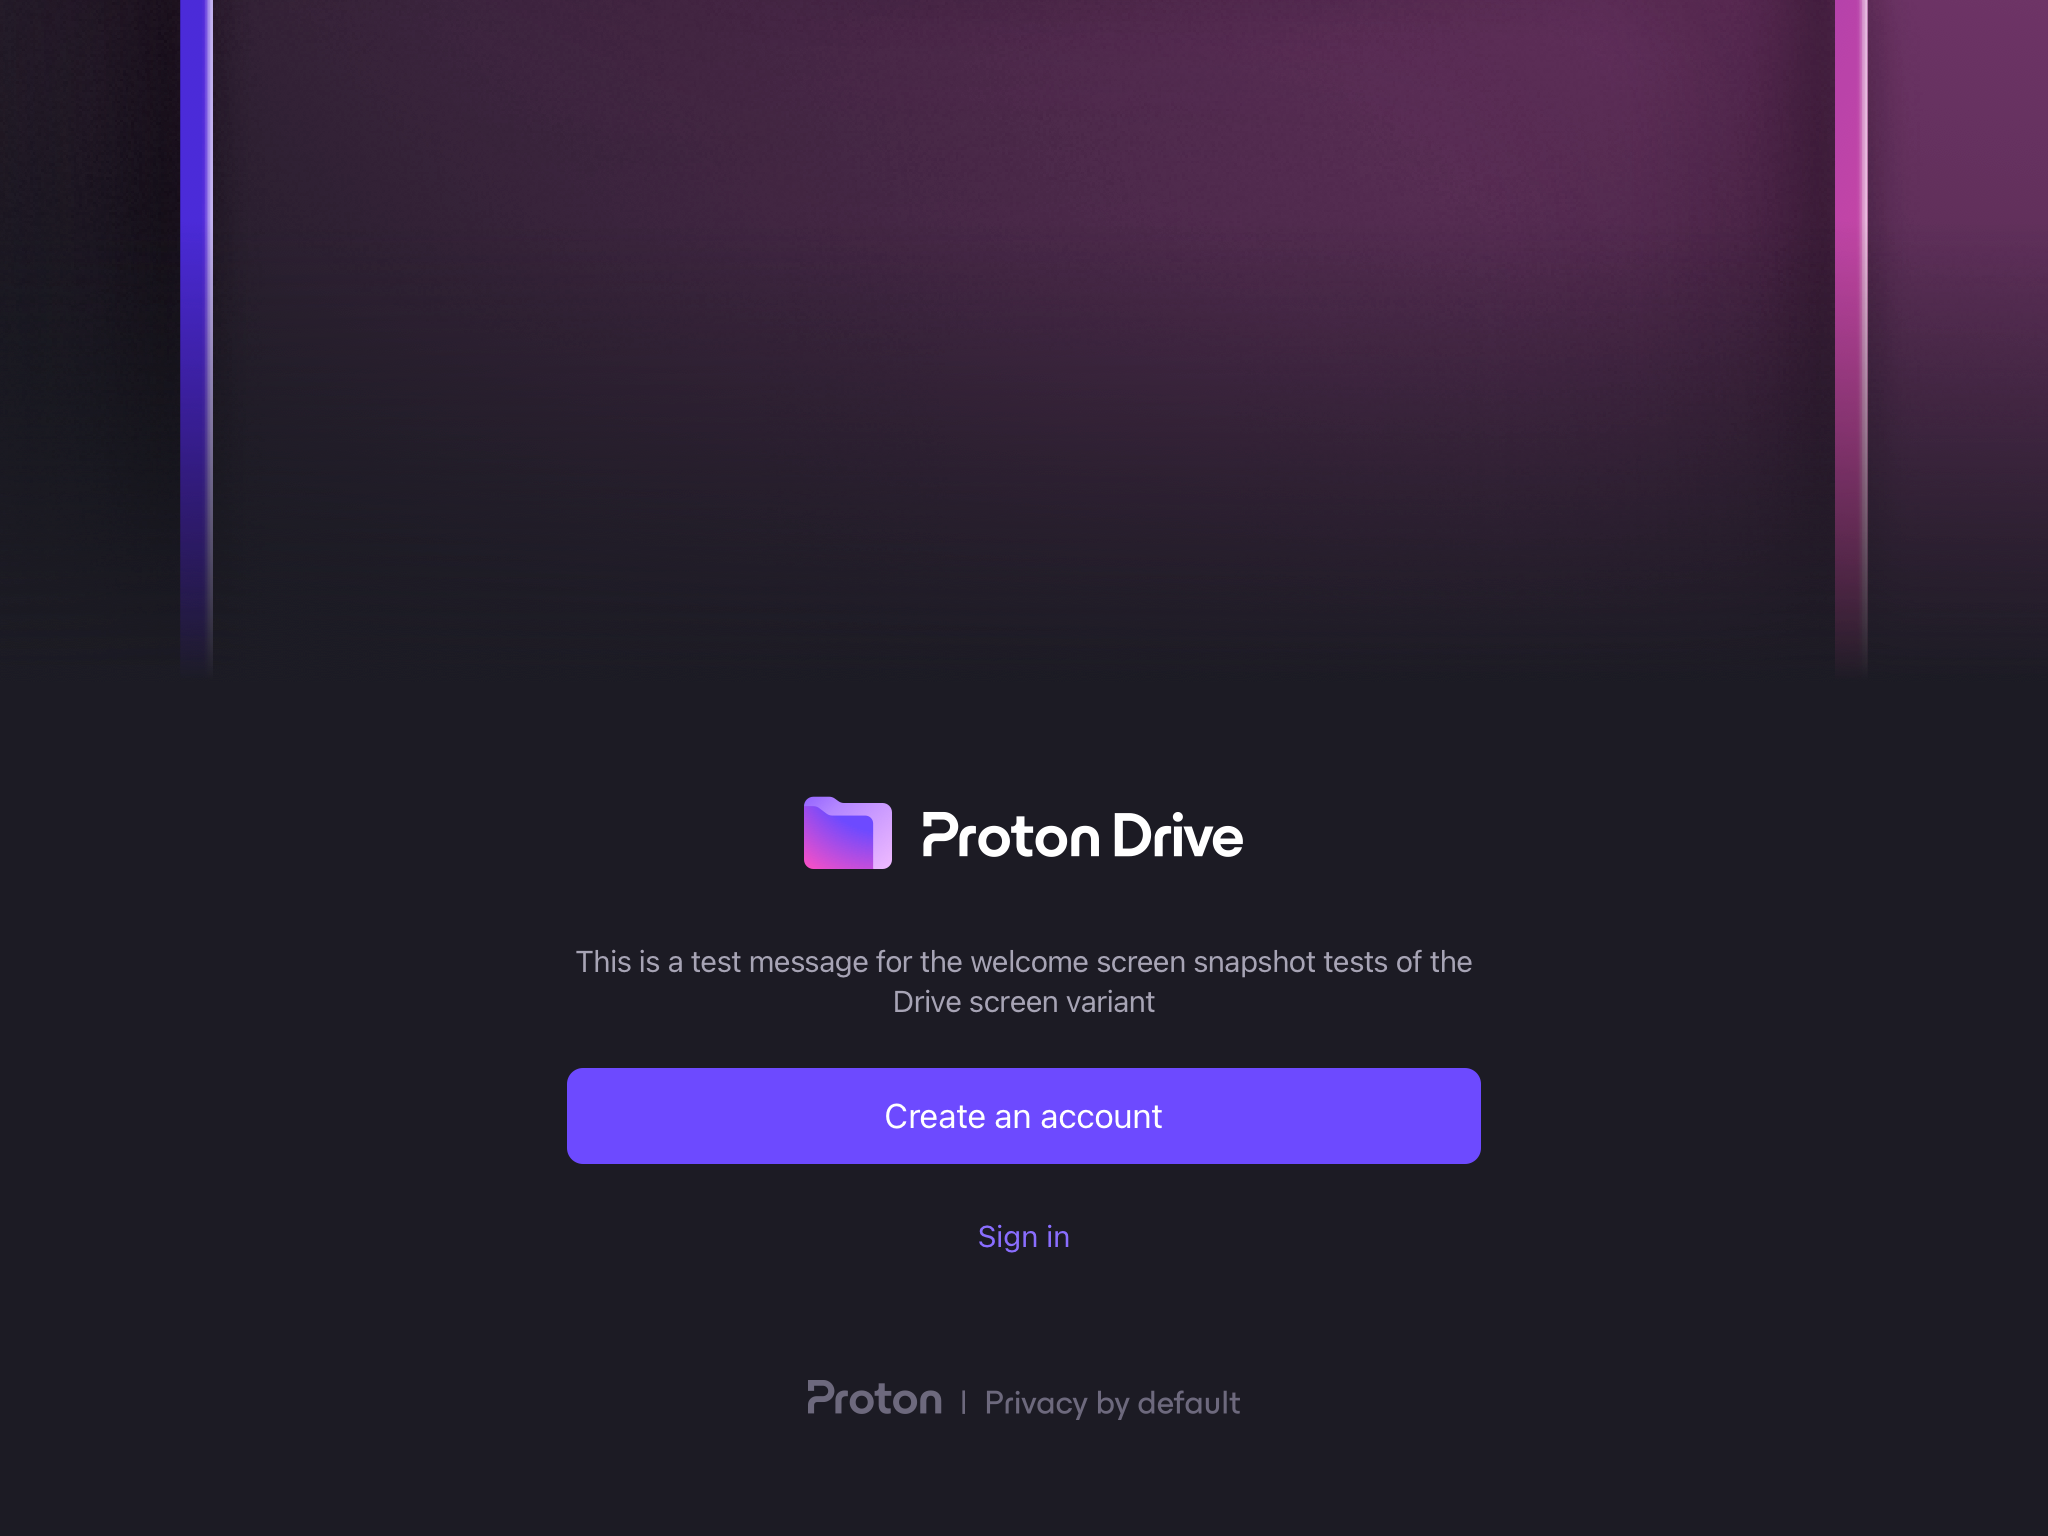 Proton Drive
This is a test message for the welcome screen snapshot tests of the
Drive screen variant
Create an account
Sign in
Proton | Privacy by default